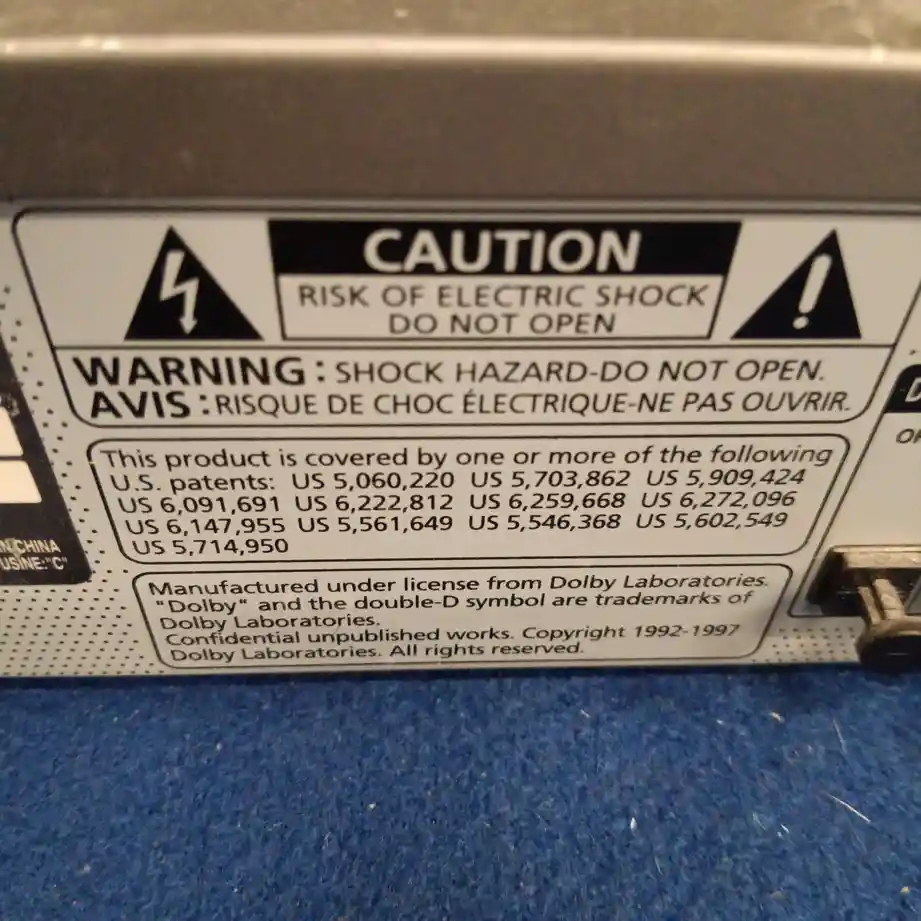 CAUTION
RISK OF ELECTRIC SHOCK
DO NOT OPEN
WARNING : SHOCK HAZARD-DO NOT OPEN.
AVIS : RISQUE DE CHOC ÉLECTRIQUE-NE PAS OUVRIR.
This product is covered by one or more of the following
U.S. patents: US 5,060,220 US 5,703,862 US 5,909,424
US 6,091,691 US 6,222,812 US 6,259,668 US 6,272,096
US 6,147,955 US 5,561,649 US 5,546,368 US 5,602,549
US 5,714,950
Manufactured under license from Dolby Laboratories.
"Dolby" and the double-D symbol are trademarks of
Dolby Laboratories.
Confidential unpublished works. Copyright 1992-1997
Dolby Laboratories. All rights reserved.
CHINA
USINE:"C"